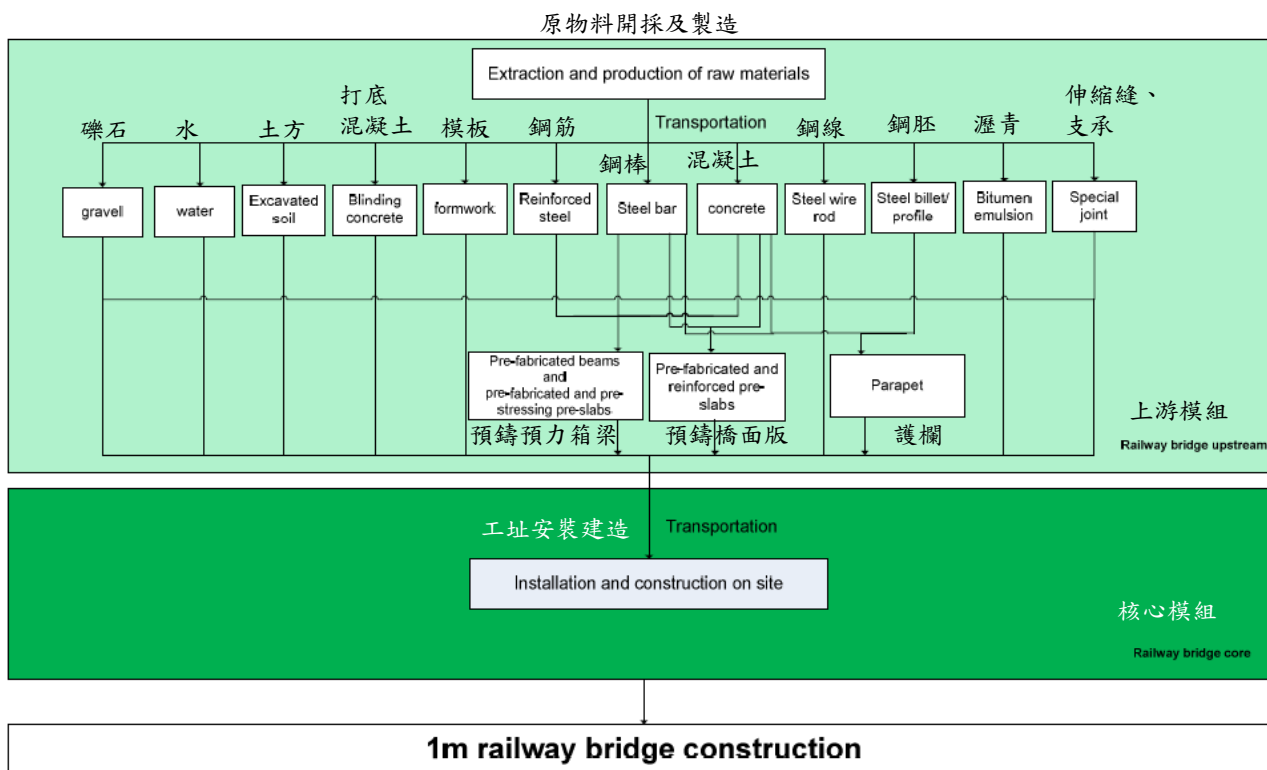 原物料開採及製造
Extraction and production of raw materials
Transportation
礫石
水
土方
打底
混凝土
模板
鋼筋
鋼棒
混凝土
鋼線
鋼胚
瀝青
伸縮縫、
支承
gravell
water
Excavated
soil
Blinding
concrete
formwork
Reinforced
steel
Steel bar
concrete
Steel wire
rod
Steel billet/
profile
Bitumen
emulsion
Special
joint
Pre-fabricated beams
and
pre-fabricated and pre-
stressing pre-slabs
Pre-fabricated and
reinforced pre-
slabs
Parapet
預鑄預力箱梁
預鑄橋面版
護欄
上游模組
Railway bridge upstream
工址安裝建造
Transportation
Installation and construction on site
核心模組
Railway bridge core
1m railway bridge construction